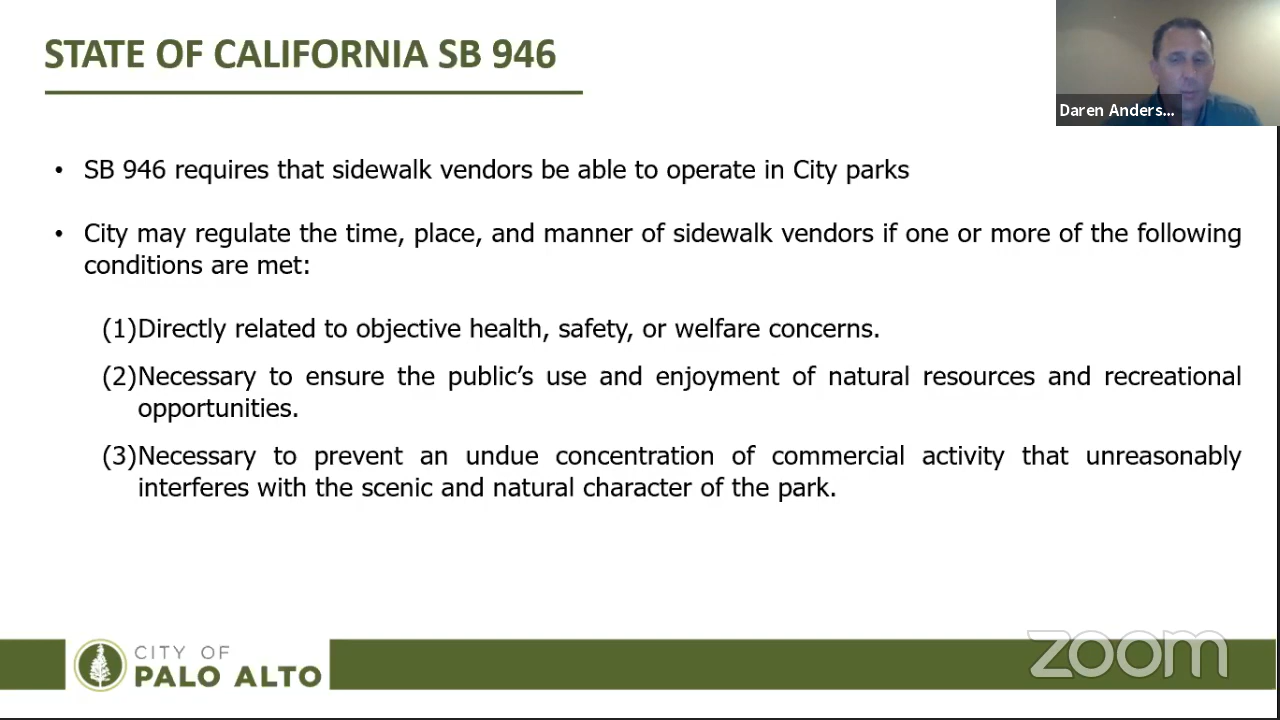 STATE OF CALIFORNIA SB 946
Daren Anders...
• SB 946 requires that sidewalk vendors be able to operate in City parks
• City may regulate the time, place, and manner of sidewalk vendors if one or more of the following
conditions are met:
(1)Directly related to objective health, safety, or welfare concerns.
(2)Necessary to ensure the public’s use and enjoyment of natural resources and recreational
opportunities.
(3)Necessary to prevent an undue concentration of commercial activity that unreasonably
interferes with the scenic and natural character of the park.
CITY OF
PALO ALTO
zoom